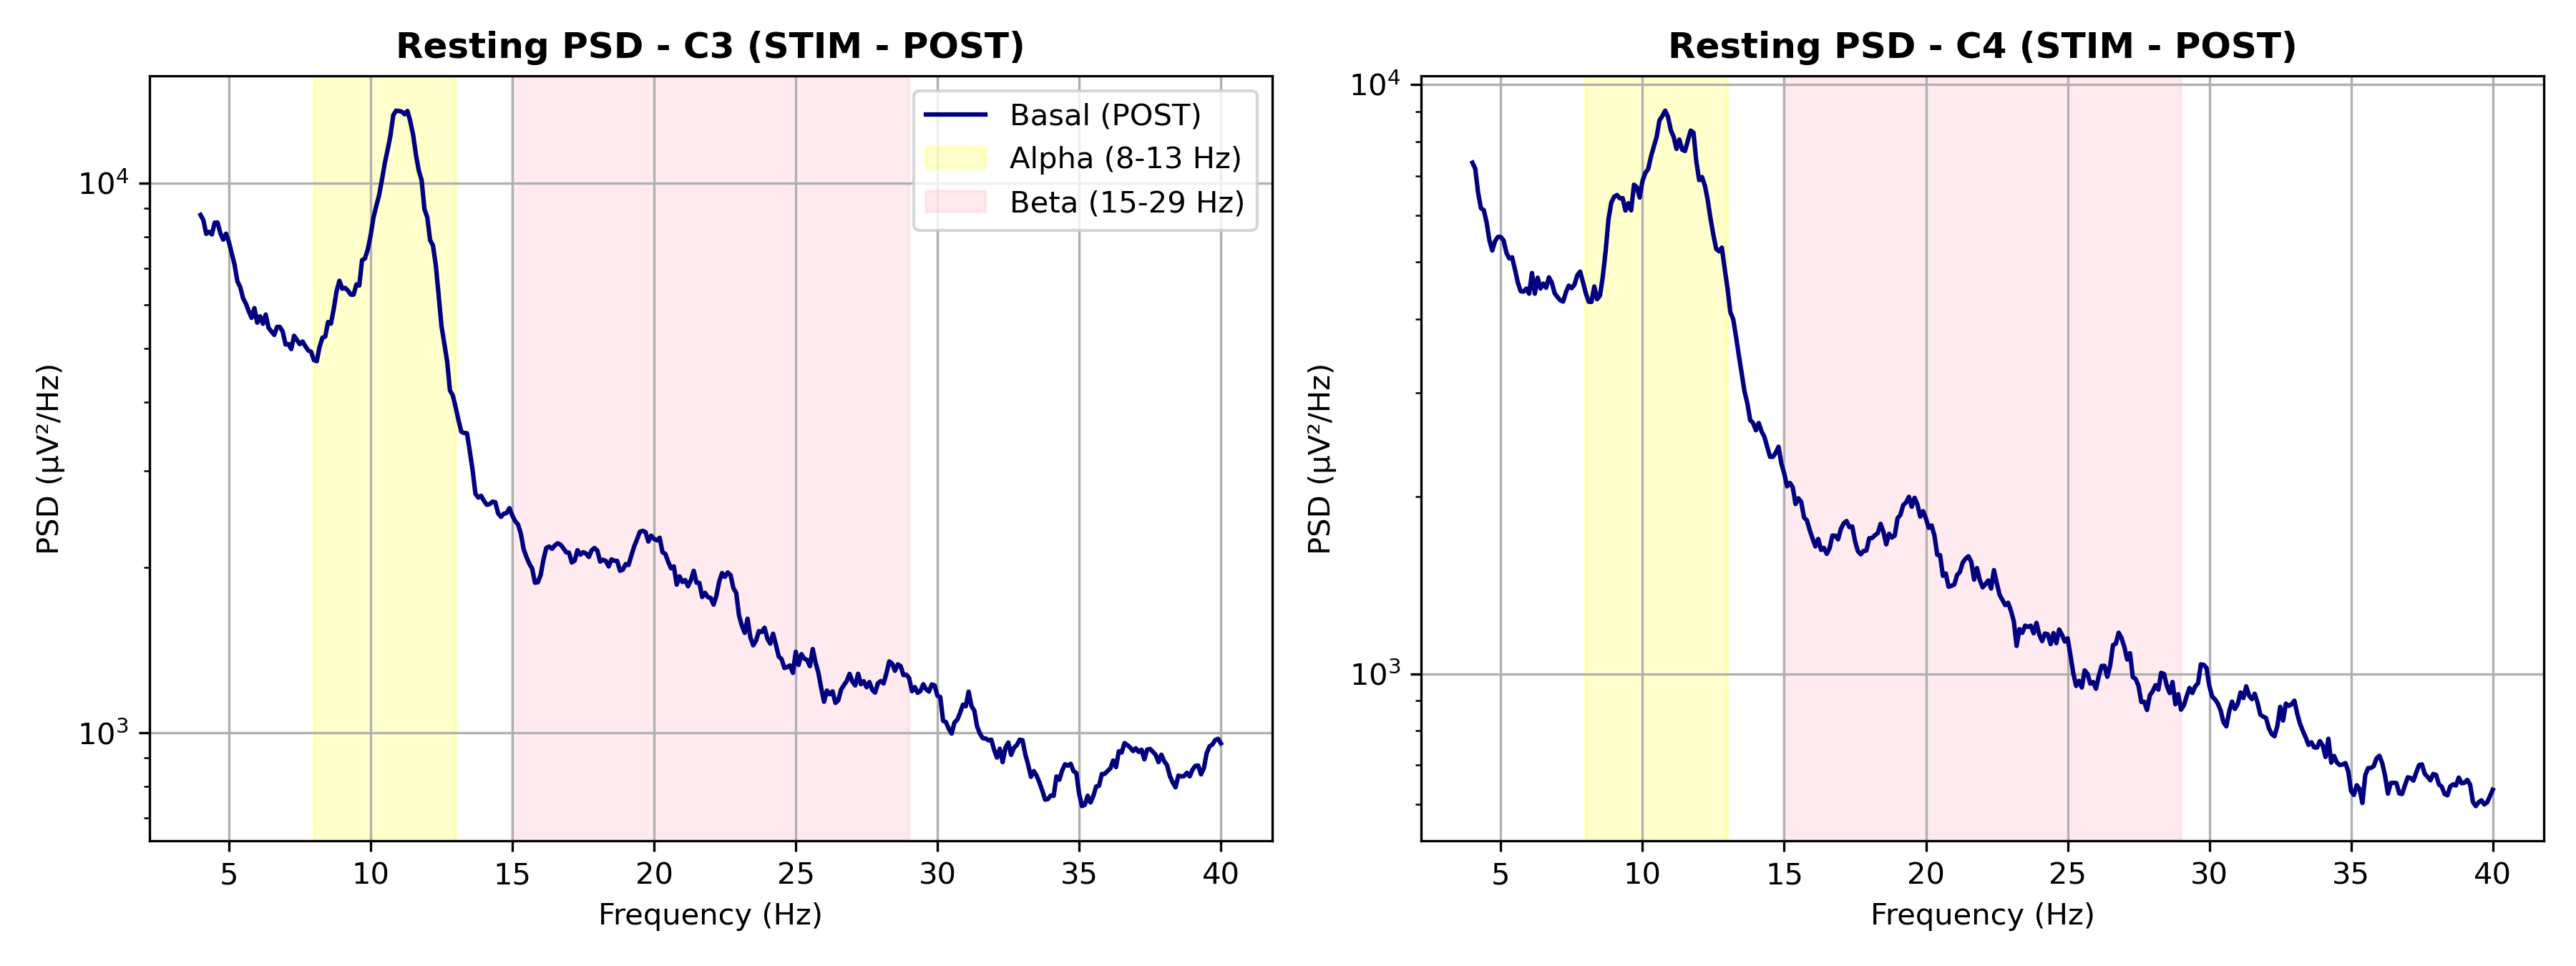 Resting PSD - C3 (STIM - POST)
PSD (µV²/Hz)
10⁴
10³
Basal (POST)
Alpha (8-13 Hz)
Beta (15-29 Hz)
5 10 15 20 25 30 35 40
Frequency (Hz)
Resting PSD - C4 (STIM - POST)
PSD (µV²/Hz)
10⁴
10³
5 10 15 20 25 30 35 40
Frequency (Hz)